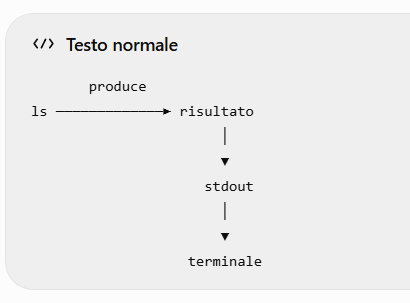 Testo normale
produce
ls ─────────────► risultato
│
▼
stdout
│
▼
terminale